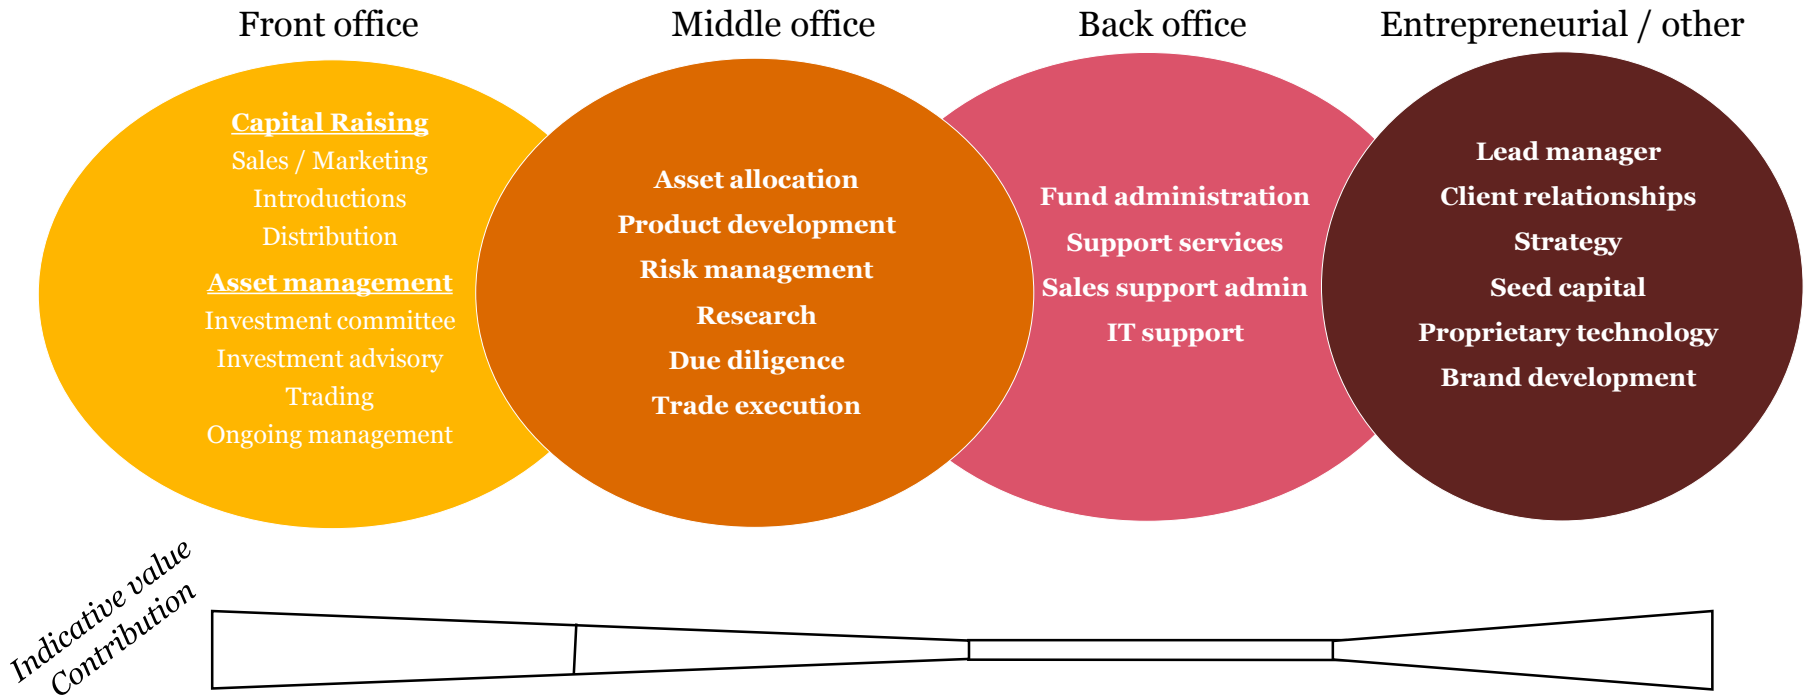 Front office
Middle office
Back office
Entrepreneurial / other
Capital Raising
Sales / Marketing
Introductions
Distribution
Asset management
Investment committee
Investment advisory
Trading
Ongoing management
Asset allocation
Product development
Risk management
Research
Due diligence
Trade execution
Fund administration
Support services
Sales support admin
IT support
Lead manager
Client relationships
Strategy
Seed capital
Proprietary technology
Brand development
Indicative value
Contribution